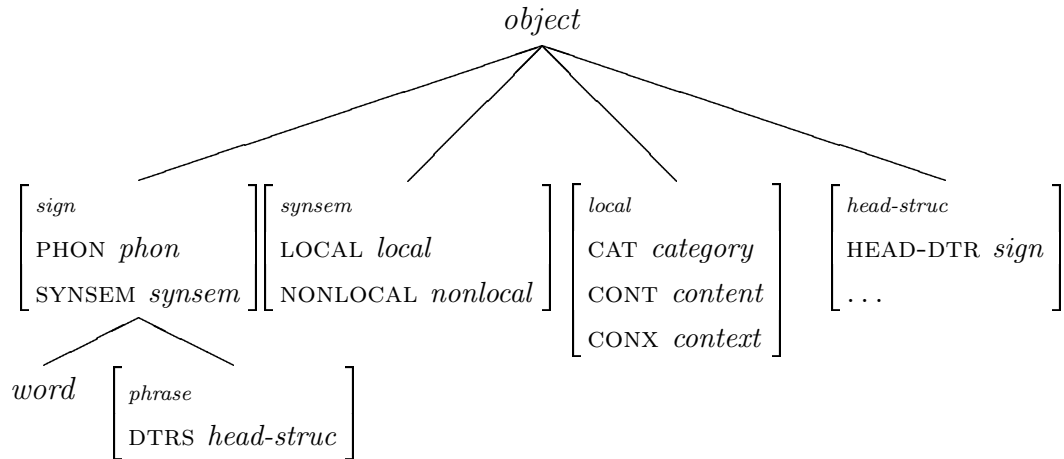 object
sign
PHON phon
SYNSEM synsem
synsem
LOCAL local
NONLOCAL nonlocal
local
CAT category
CONT content
CONX context
head-struc
HEAD-DTR sign
...
word
phrase
DTRS head-struc